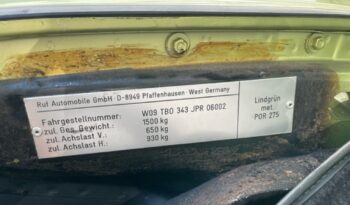 Ruf Automobile GmbH · D-8949 Pfaffenhausen · West Germany
Fahrgestellnummer: W09 TB0 343 JPR 06002
zul. Ges. Gewicht: 1500 kg
zul. Achslast V.: 650 kg
zul. Achslast H.: 930 kg
Lindgrün
met.
POR 275